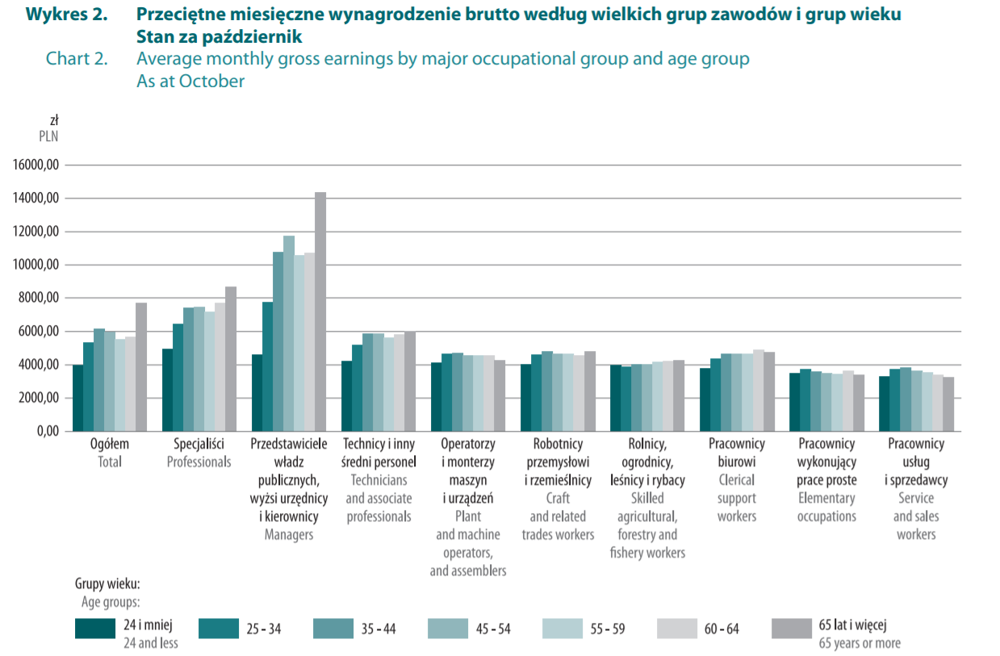 Wykres 2. Przeciętne miesięczne wynagrodzenie brutto według wielkich grup zawodów i grup wieku
Stan za październik
Chart 2. Average monthly gross earnings by major occupational group and age group
As at October
zł
PLN
16000,00
14000,00
12000,00
10000,00
8000,00
6000,00
4000,00
2000,00
0,00
Ogółem
Total
Specjaliści
Professionals
Przedstawiciele
władz
publicznych,
wyżsi urzędnicy
i kierownicy
Managers
Technicy i inny
średni personel
Technicians
and associate
professionals
Operatorzy
i monterzy
maszyn
i urządzeń
Plant
and machine
operators,
and assemblers
Robotnicy
przemysłowi
i rzemieślnicy
Craft
and related
trades workers
Rolnicy,
ogrodnicy,
leśnicy i rybacy
Skilled
agricultural,
forestry and
fishery workers
Pracownicy
biurowi
Clerical
support
workers
Pracownicy
wykonujący
prace proste
Elementary
occupations
Pracownicy
usług
i sprzedawcy
Service
and sales
workers
Grupy wieku:
Age groups:
24 i mniej
24 and less
25 – 34
35 – 44
45 – 54
55 – 59
60 – 64
65 lat i więcej
65 years or more